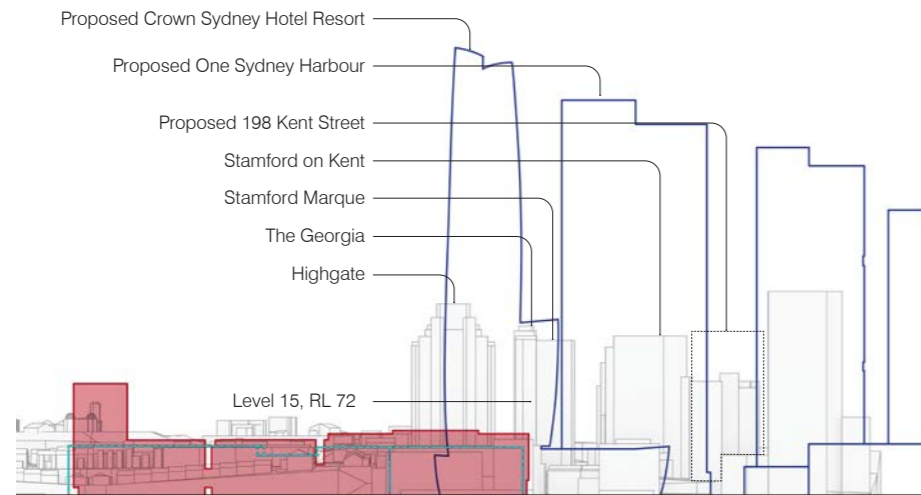 Proposed Crown Sydney Hotel Resort
Proposed One Sydney Harbour
Proposed 198 Kent Street
Stamford on Kent
Stamford Marque
The Georgia
Highgate
Level 15, RL 72